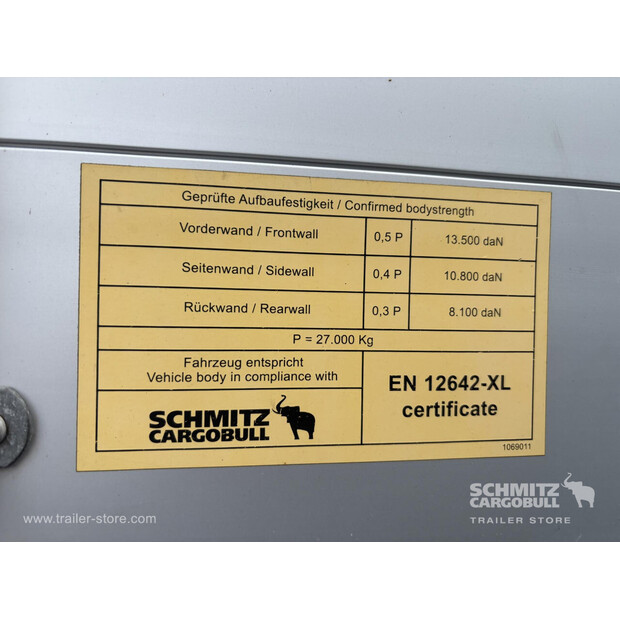 Geprüfte Aufbaufestigkeit / Confirmed bodystrength
Vorderwand / Frontwall 0,5 P 13.500 daN
Seitenwand / Sidewall 0,4 P 10.800 daN
Rückwand / Rearwall 0,3 P 8.100 daN
P = 27.000 Kg
Fahrzeug entspricht
Vehicle body in compliance with
SCHMITZ
CARGOBULL
EN 12642-XL
certificate
1069011
www.trailer-store.com
SCHMITZ
CARGOBULL
TRAILER STORE